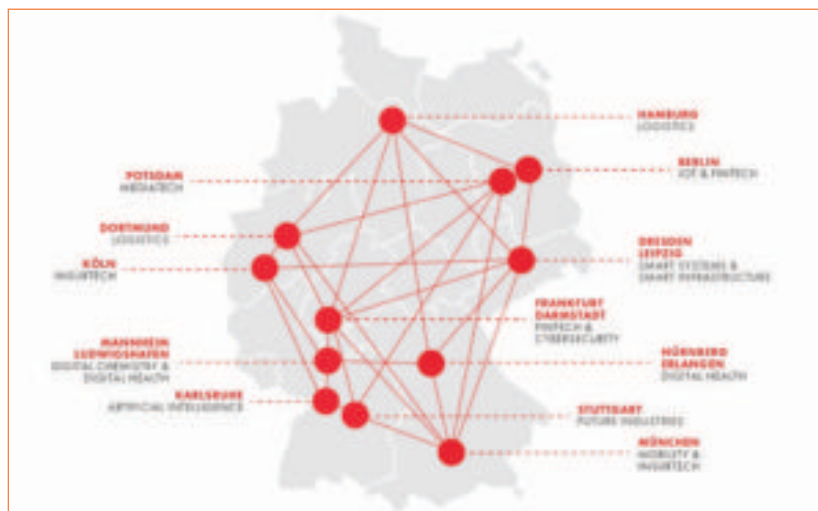 HAMBURG
LOGISTICS
BERLIN
IOT & FINTECH
POTSDAM
MEDIATECH
DORTMUND
LOGISTICS
DRESDEN
LEIPZIG
SMART SYSTEMS &
SMART INFRASTRUCTURE
KÖLN
INSURTECH
FRANKFURT
DARMSTADT
FINTECH &
CYBERSECURITY
MANNHEIM
LUDWIGSHAFEN
DIGITAL CHEMISTRY &
DIGITAL HEALTH
NÜRNBERG
ERLANGEN
DIGITAL HEALTH
KARLSRUHE
ARTIFICIAL INTELLIGENCE
STUTTGART
FUTURE INDUSTRIES
MÜNCHEN
MOBILITY &
INSURTECH